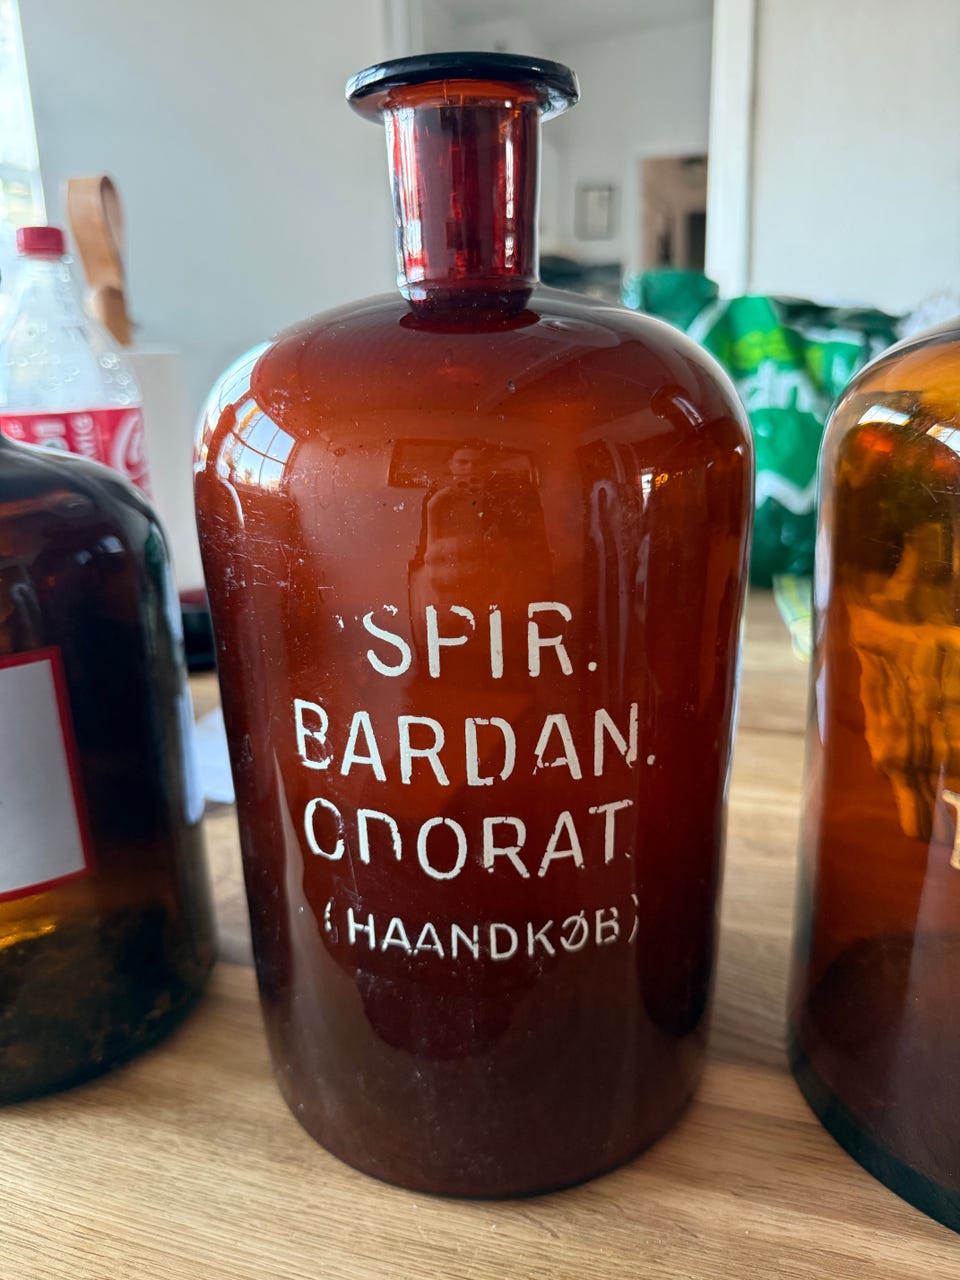 SPIR.
BARDAN.
ODORAT.
(HAANDKØB)